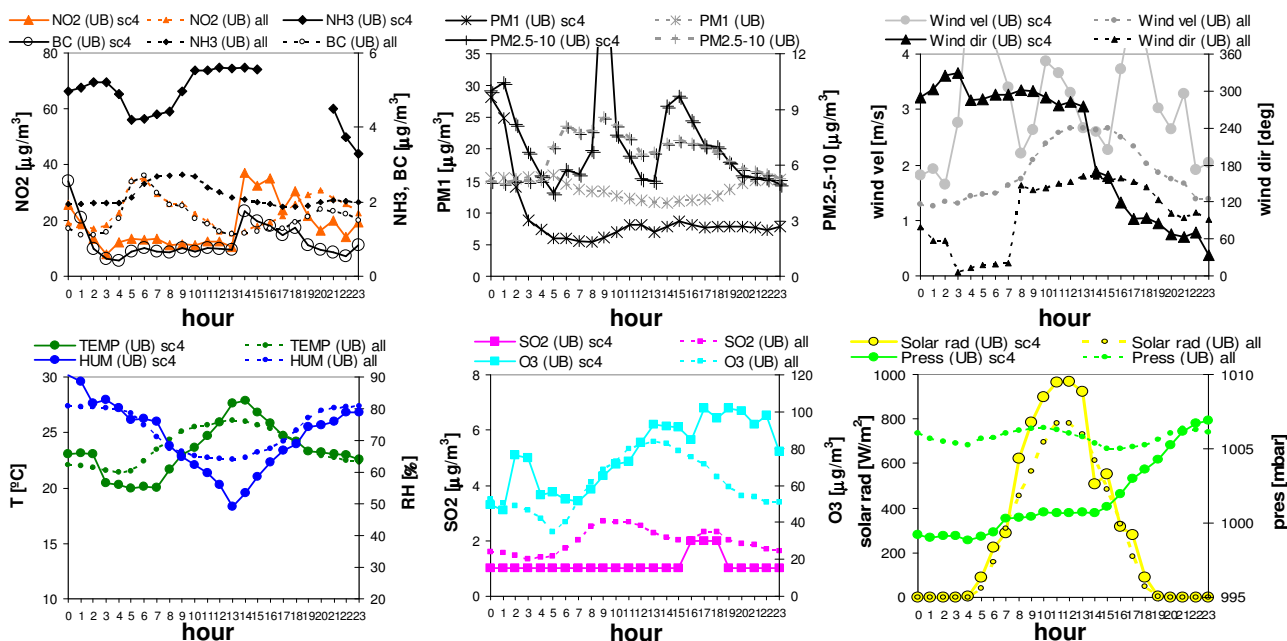 NO2 (UB) sc4 NO2 (UB) all NH3 (UB) sc4
BC (UB) sc4 NH3 (UB) all BC (UB) all
NO2 [µg/m³]
100
80
60
40
20
0
NH3, BC [µg/m³]
6
4
2
0
0 1 2 3 4 5 6 7 8 9 10 11 12 13 14 15 16 17 18 19 20 21 22 23
hour
PM1 (UB) sc4 PM1 (UB)
PM2.5-10 (UB) sc4 PM2.5-10 (UB)
PM1 [µg/m³]
35
30
25
20
15
10
5
0
PM2.5-10 [µg/m³]
12
9
6
3
0
0 1 2 3 4 5 6 7 8 9 10 11 12 13 14 15 16 17 18 19 20 21 22 23
hour
Wind vel (UB) sc4 Wind vel (UB) all
Wind dir (UB) sc4 Wind dir (UB) all
wind vel [m/s]
4
3
2
1
0
wind dir [deg]
360
300
240
180
120
60
0
0 1 2 3 4 5 6 7 8 9 10 11 12 13 14 15 16 17 18 19 20 21 22 23
hour
TEMP (UB) sc4 TEMP (UB) all
HUM (UB) sc4 HUM (UB) all
T [ºC]
30
25
20
15
10
RH [%]
90
80
70
60
50
40
30
20
0 1 2 3 4 5 6 7 8 9 10 11 12 13 14 15 16 17 18 19 20 21 22 23
hour
SO2 (UB) sc4 SO2 (UB) all
O3 (UB) sc4 O3 (UB) all
SO2 [µg/m³]
8
6
4
2
0
O3 [µg/m³]
120
100
80
60
40
20
0
0 1 2 3 4 5 6 7 8 9 10 11 12 13 14 15 16 17 18 19 20 21 22 23
hour
Solar rad (UB) sc4 Solar rad (UB) all
Press (UB) sc4 Press (UB) all
solar rad [W/m²]
1000
800
600
400
200
0
pres [mbar]
1010
1005
1000
995
0 1 2 3 4 5 6 7 8 9 10 11 12 13 14 15 16 17 18 19 20 21 22 23
hour